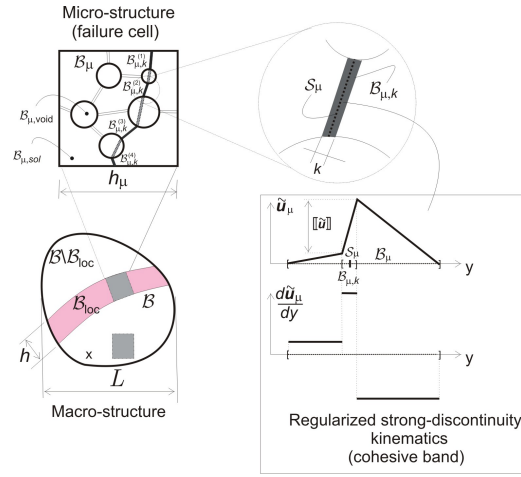 Micro-structure
(failure cell)
ℬ_μ
ℬ_μ,k^(1)
ℬ_μ,k^(2)
ℬ_μ,k^(3)
ℬ_μ,k^(4)
ℬ_μ,void
ℬ_μ,sol
h_μ
𝒮_μ
ℬ_μ,k
k
ℬ\ℬ_loc
ℬ_loc
ℬ
h
x
L
Macro-structure
ũ_μ
⟦ũ⟧
𝒮_μ
ℬ_μ
ℬ_μ,k
y
dũ_μ
dy
y
Regularized strong-discontinuity
kinematics
(cohesive band)